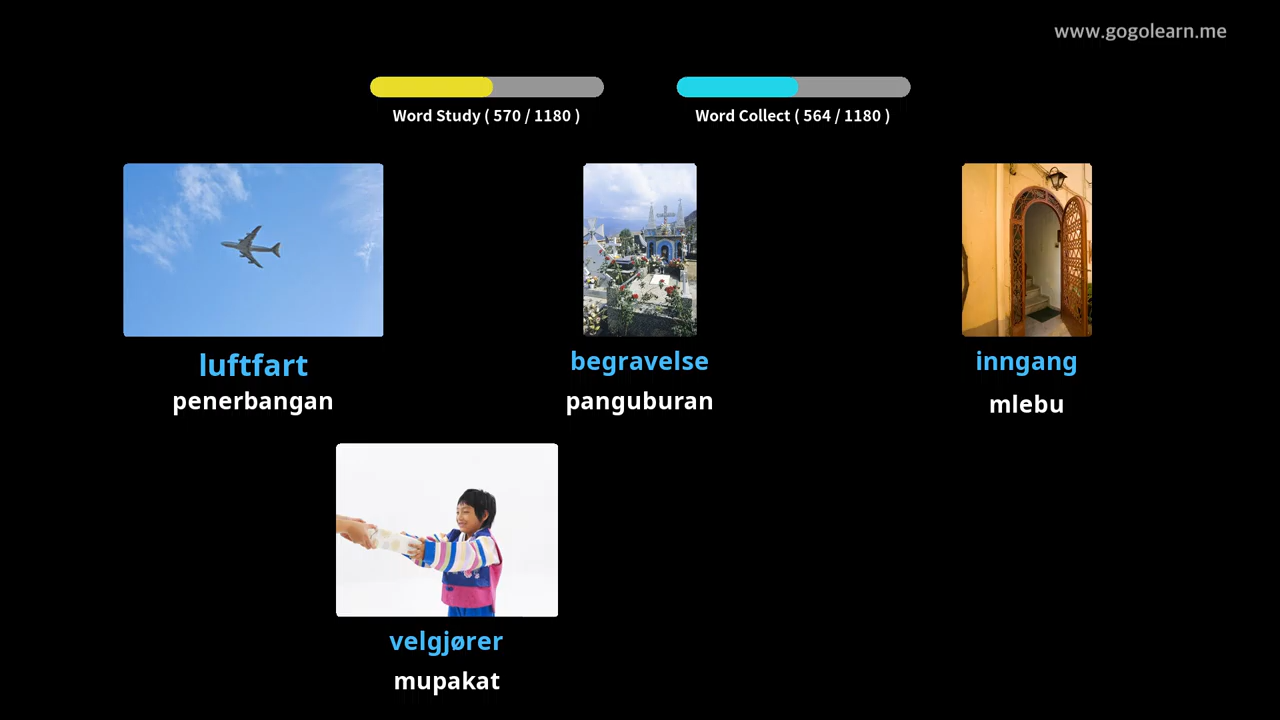 www.gogolearn.me
Word Study ( 570 / 1180 )
Word Collect ( 564 / 1180 )
luftfart
penerbangan
begravelse
panguburan
inngang
mlebu
velgjører
mupakat